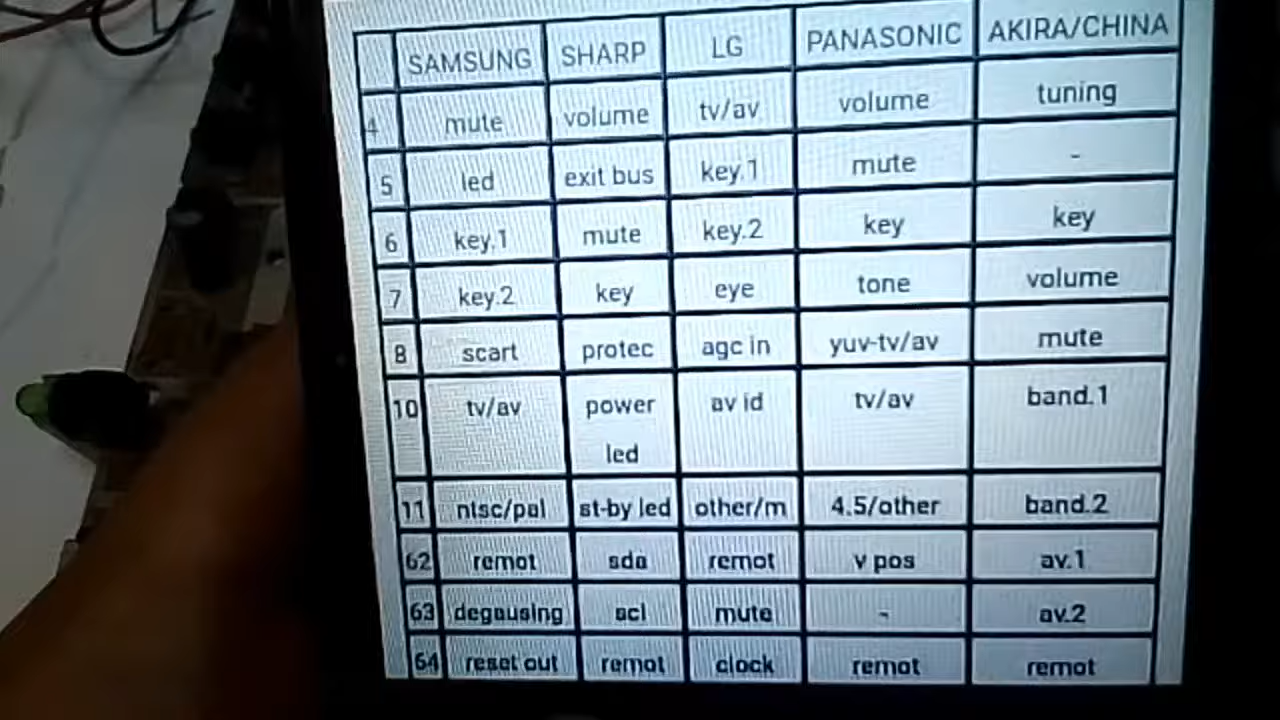 SAMSUNG SHARP LG PANASONIC AKIRA/CHINA
4 mute volume tv/av volume tuning
5 led exit bus key.1 mute -
6 key.1 mute key.2 key key
7 key.2 key eye tone volume
8 scart protec agc in yuv-tv/av mute
10 tv/av power led av id tv/av band.1
11 ntsc/pal st-by led other/m 4.5/other band.2
62 remot sda remot v pos av.1
63 degausing scl mute - av.2
64 reset out remot clock remot remot